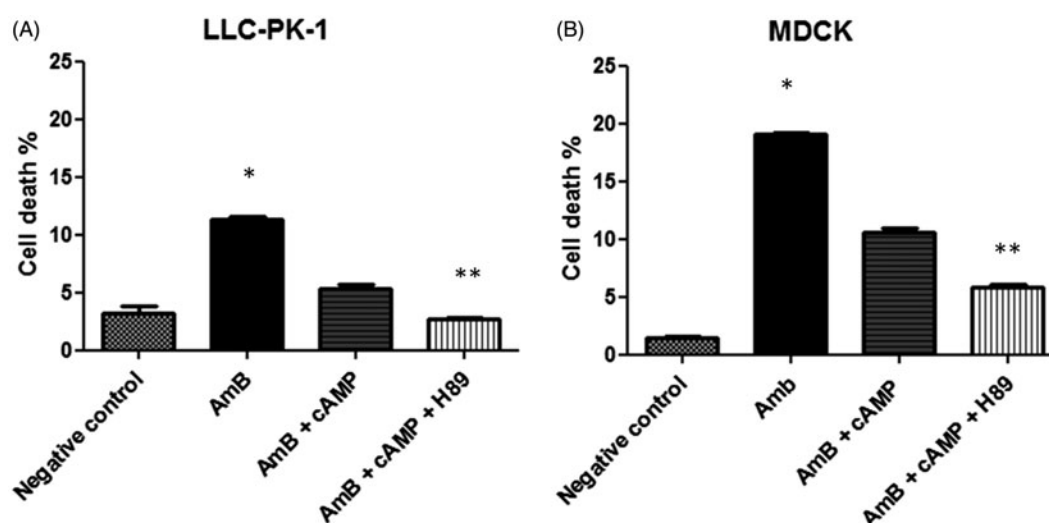 (A)
LLC-PK-1
Cell death %
25
20
15
10
5
0
*
**
Negative control
AmB
AmB + cAMP
AmB + cAMP + H89
(B)
MDCK
Cell death %
25
20
15
10
5
0
*
**
Negative control
Amb
AmB + cAMP
AmB + cAMP + H89